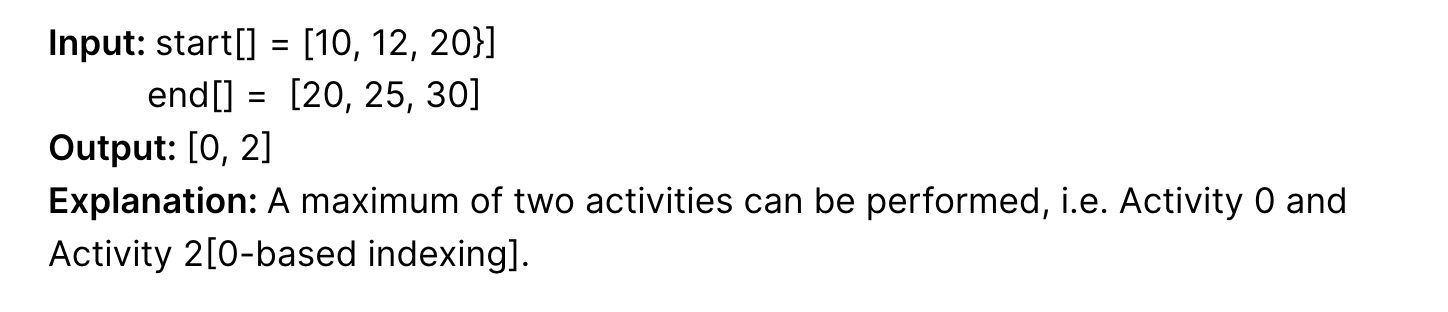 Input: start[] = [10, 12, 20}]
end[] = [20, 25, 30]
Output: [0, 2]
Explanation: A maximum of two activities can be performed, i.e. Activity 0 and
Activity 2[0-based indexing].